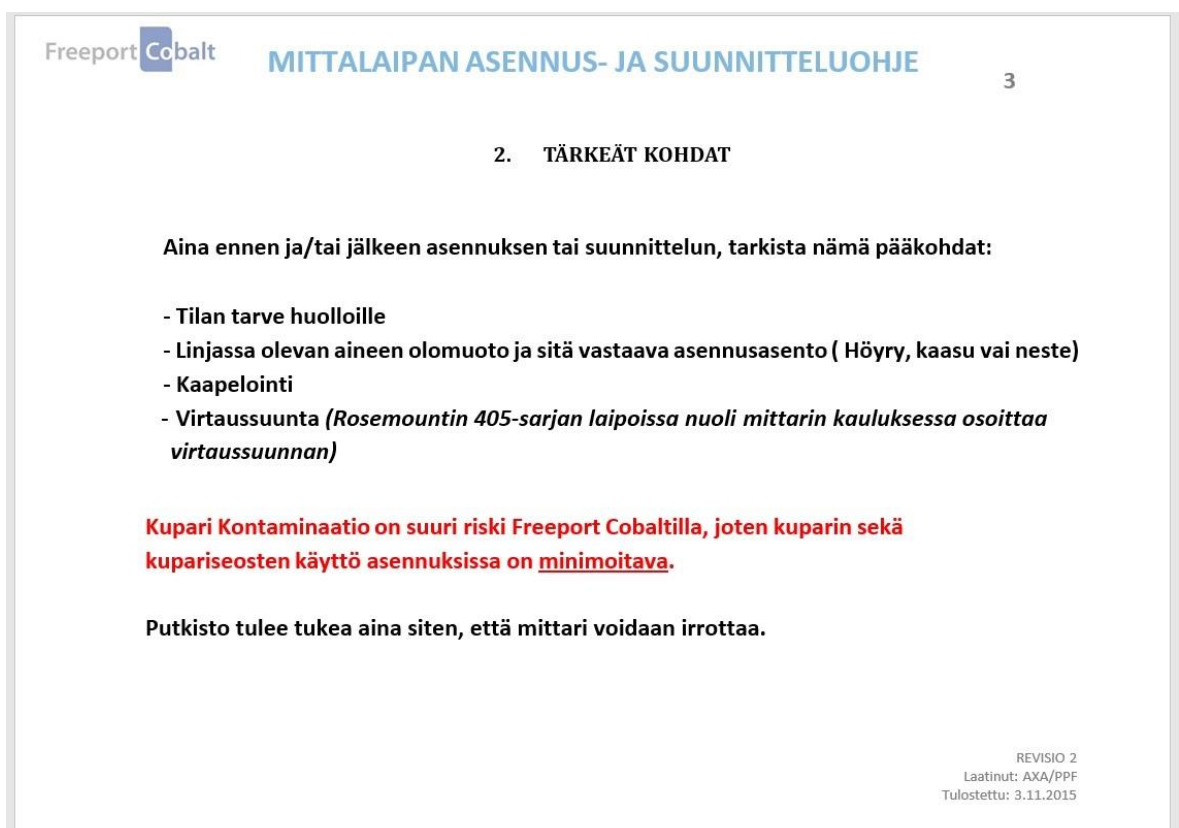 Freeport Cobalt
MITTALAIPAN ASENNUS- JA SUUNNITTELUOHJE
3
2. TÄRKEÄT KOHDAT
Aina ennen ja/tai jälkeen asennuksen tai suunnittelun, tarkista nämä pääkohdat:
- Tilan tarve huolloille
- Linjassa olevan aineen olomuoto ja sitä vastaava asennusasento ( Höyry, kaasu vai neste)
- Kaapelointi
- Virtaussuunta (Rosemountin 405-sarjan laipoissa nuoli mittarin kauluksessa osoittaa
virtaussuunnan)
Kupari Kontaminaatio on suuri riski Freeport Cobaltilla, joten kuparin sekä
kupariseosten käyttö asennuksissa on minimoitava.
Putkisto tulee tukea aina siten, että mittari voidaan irrottaa.
REVISIO 2
Laatinut: AXA/PPF
Tulostettu: 3.11.2015